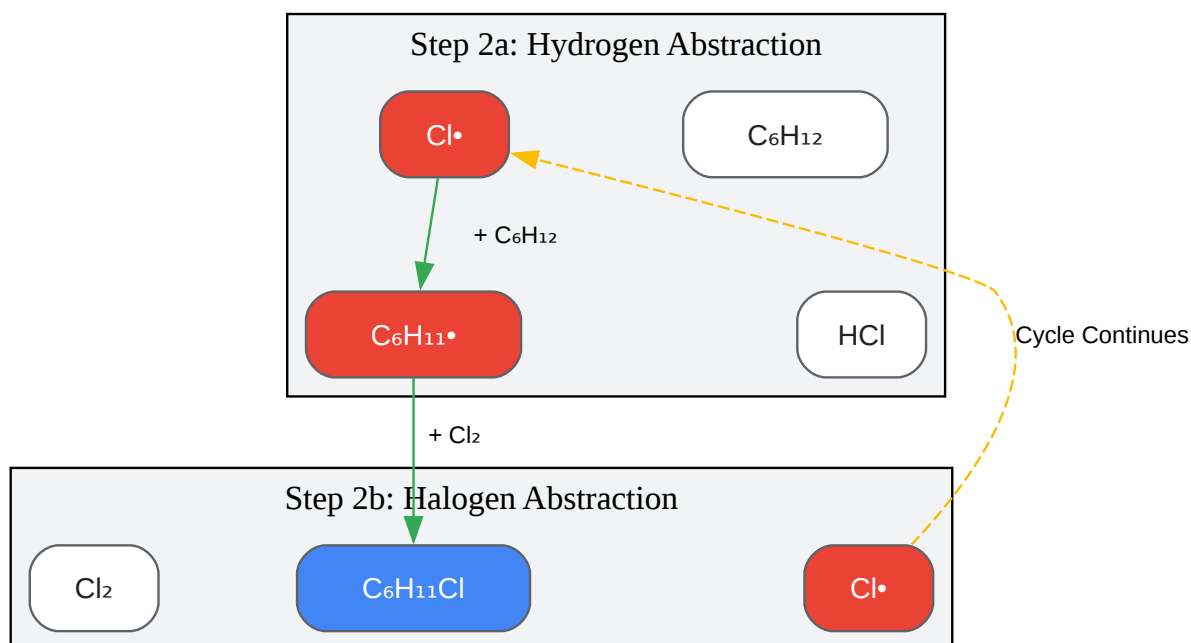 Step 2a: Hydrogen Abstraction
Cl•
C₆H₁₂
+ C₆H₁₂
C₆H₁₁•
HCl
Cycle Continues
+ Cl₂
Step 2b: Halogen Abstraction
Cl₂
C₆H₁₁Cl
Cl•